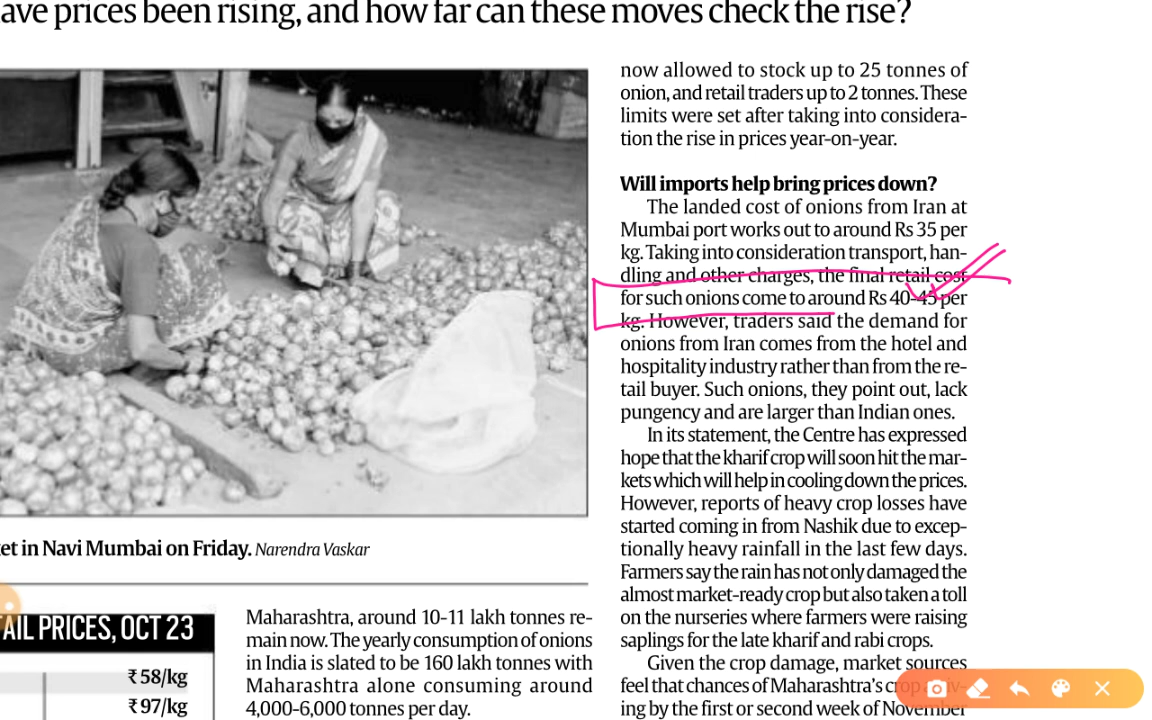 ave prices been rising, and how far can these moves check the rise?
now allowed to stock up to 25 tonnes of
onion, and retail traders up to 2 tonnes. These
limits were set after taking into considera-
tion the rise in prices year-on-year.
Will imports help bring prices down?
The landed cost of onions from Iran at
Mumbai port works out to around Rs 35 per
kg. Taking into consideration transport, han-
dling and other charges, the final retail cost
for such onions come to around Rs 40-45 per
kg. However, traders said the demand for
onions from Iran comes from the hotel and
hospitality industry rather than from the re-
tail buyer. Such onions, they point out, lack
pungency and are larger than Indian ones.
In its statement, the Centre has expressed
hope that the kharif crop will soon hit the mar-
kets which will help in cooling down the prices.
However, reports of heavy crop losses have
started coming in from Nashik due to excep-
tionally heavy rainfall in the last few days.
Farmers say the rain has not only damaged the
almost market-ready crop but also taken a toll
on the nurseries where farmers were raising
saplings for the late kharif and rabi crops.
Given the crop damage, market sources
feel that chances of Maharashtra's crop
ing by the first or second week of November
et in Navi Mumbai on Friday. Narendra Vaskar
AIL PRICES, OCT 23
₹58/kg
₹97/kg
Maharashtra, around 10-11 lakh tonnes re-
main now. The yearly consumption of onions
in India is slated to be 160 lakh tonnes with
Maharashtra alone consuming around
4,000-6,000 tonnes per day.